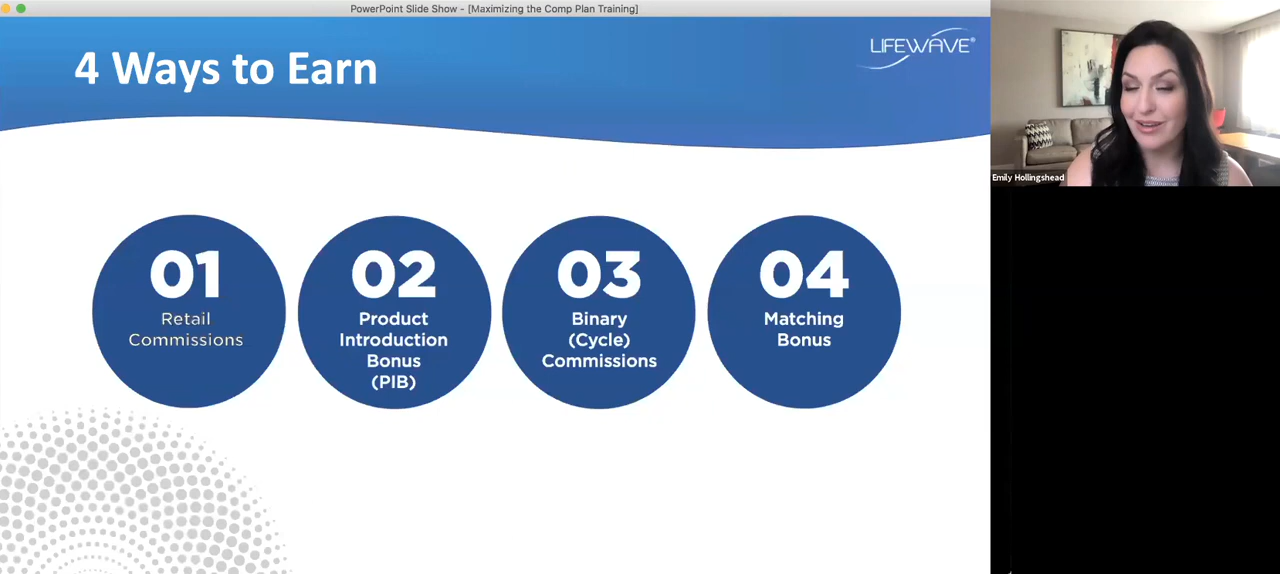 PowerPoint Slide Show - [Maximizing the Comp Plan Training]
4 Ways to Earn
LIFEWAVE®
01
Retail
Commissions
02
Product
Introduction
Bonus
(PIB)
03
Binary
(Cycle)
Commissions
04
Matching
Bonus
Emily Hollingshead